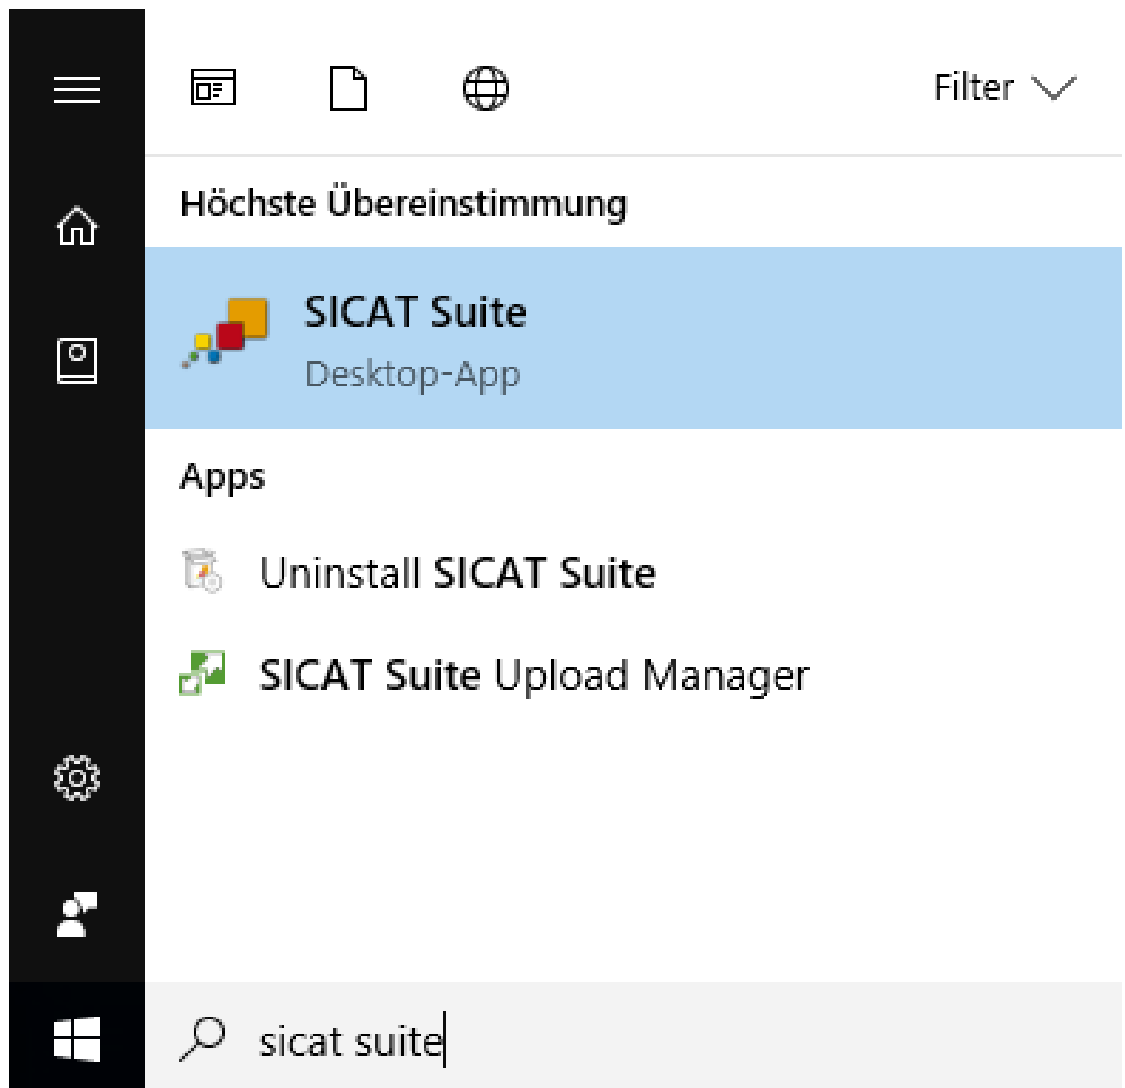 Filter
Höchste Übereinstimmung
SICAT Suite
Desktop-App
Apps
Uninstall SICAT Suite
SICAT Suite Upload Manager
sicat suite